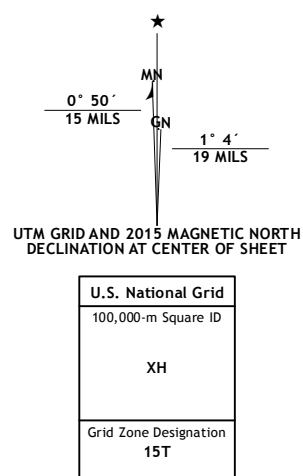 ★
MN
0° 50´
15 MILS
GN
1° 4´
19 MILS
UTM GRID AND 2015 MAGNETIC NORTH
DECLINATION AT CENTER OF SHEET
U.S. National Grid
100,000-m Square ID
XH
Grid Zone Designation
15T